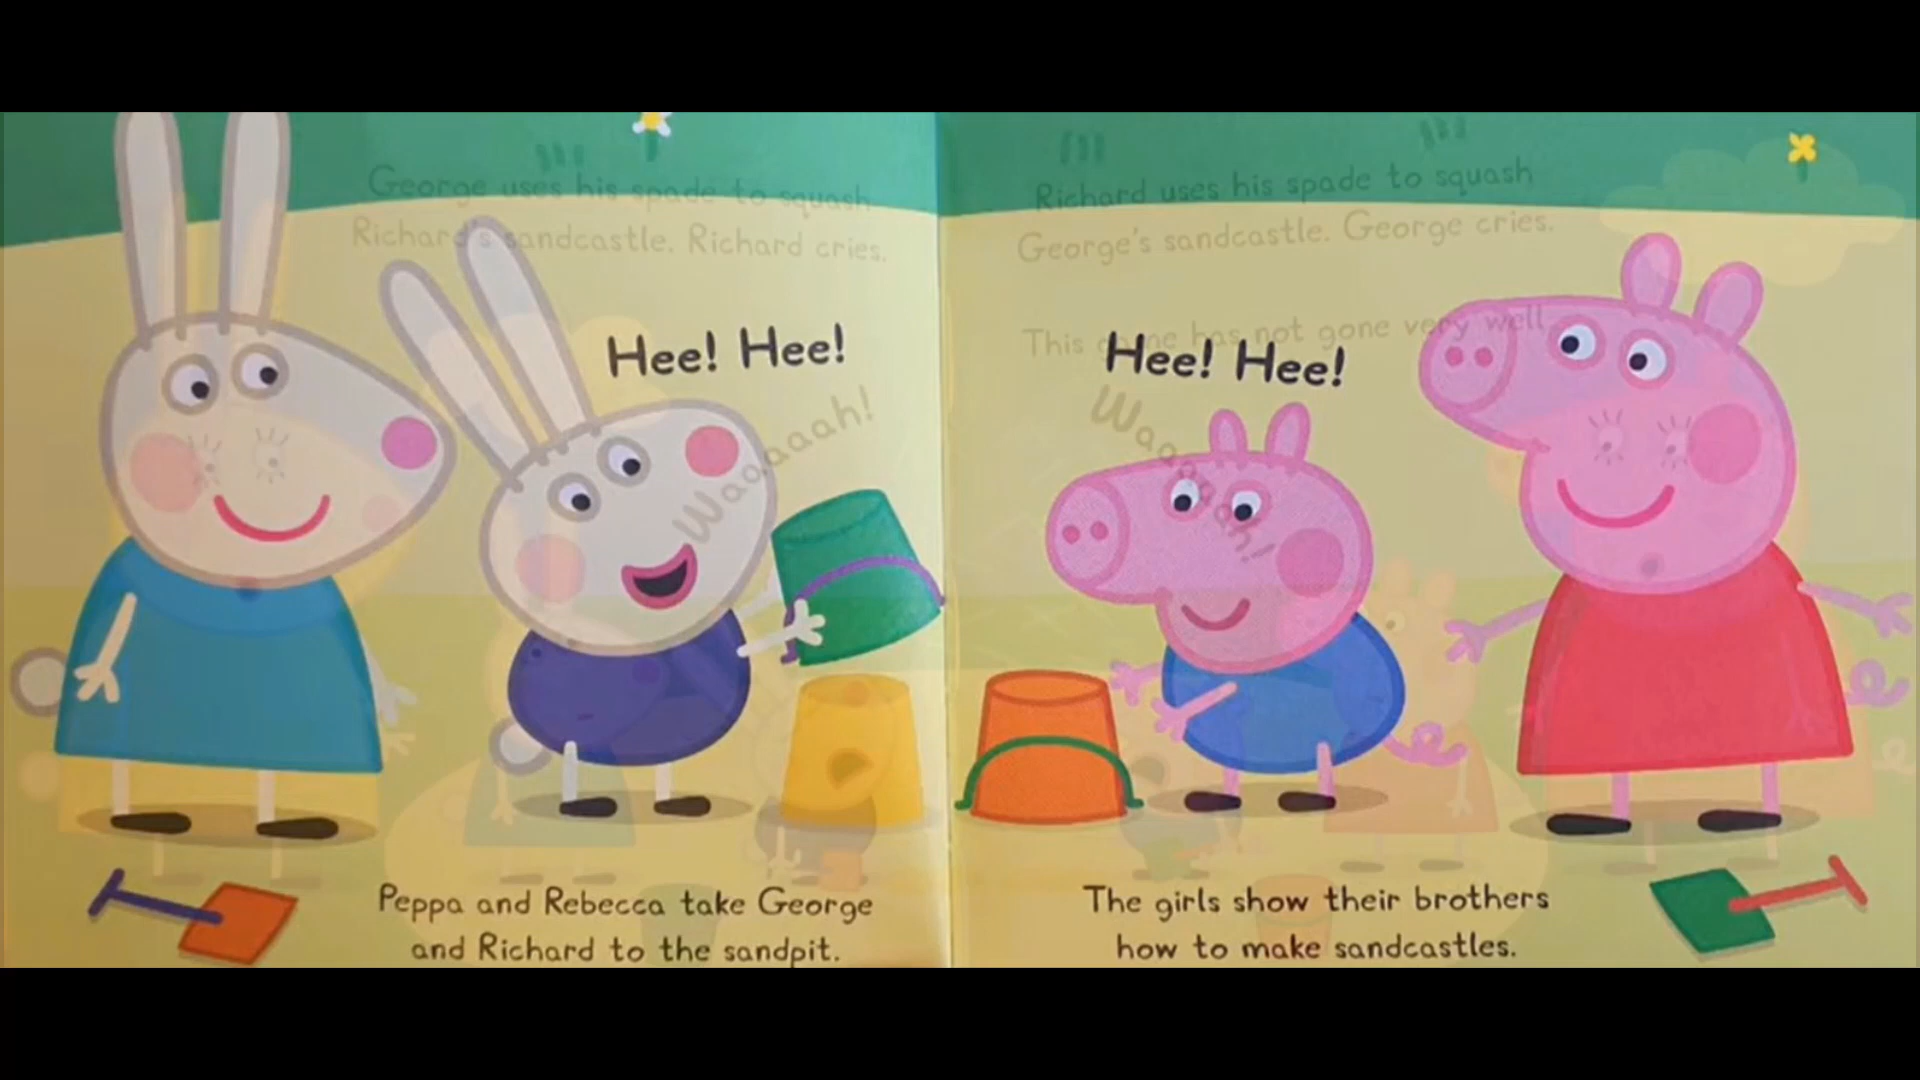 George uses his spade to squash
Richard's sandcastle. Richard cries.
Hee! Hee!
Waaaaaah!
Peppa and Rebecca take George
and Richard to the sandpit.
Richard uses his spade to squash
George's sandcastle. George cries.
This game has not gone very well
Hee! Hee!
Waaaaaah!
The girls show their brothers
how to make sandcastles.